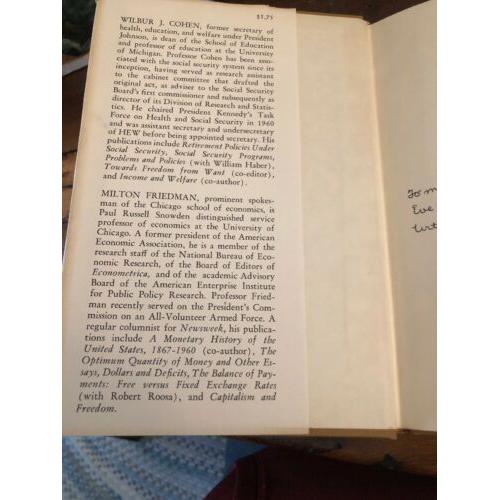 $1.75
WILBUR J. COHEN, former secretary of
health, education, and welfare under President
Johnson, is dean of the School of Education
and professor of education at the University
of Michigan. Professor Cohen has been asso-
ciated with the social security system since its
inception, having served as research assistant
to the cabinet committee that drafted the
original act, as adviser to the Social Security
Board's first commissioner and subsequently as
director of its Division of Research and Statis-
tics. He chaired President Kennedy's Task
Force on Health and Social Security in 1960
and was assistant secretary and undersecretary
of HEW before being appointed secretary. His
publications include Retirement Policies Under
Social Security, Social Security Programs,
Problems and Policies (with William Haber),
Towards Freedom from Want (co-editor),
and Income and Welfare (co-author).
MILTON FRIEDMAN, prominent spokes-
man of the Chicago school of economics, is
Paul Russell Snowden distinguished service
professor of economics at the University of
Chicago. A former president of the American
Economic Association, he is a member of the
research staff of the National Bureau of Eco-
nomic Research, of the Board of Editors of
Econometrica, and of the academic Advisory
Board of the American Enterprise Institute
for Public Policy Research. Professor Fried-
man recently served on the President's Com-
mission on an All-Volunteer Armed Force. A
regular columnist for Newsweek, his publica-
tions include A Monetary History of the
United States, 1867-1960 (co-author), The
Optimum Quantity of Money and Other Es-
says, Dollars and Deficits, The Balance of Pay-
ments: Free versus Fixed Exchange Rates
(with Robert Roosa), and Capitalism and
Freedom.
To m
Eve